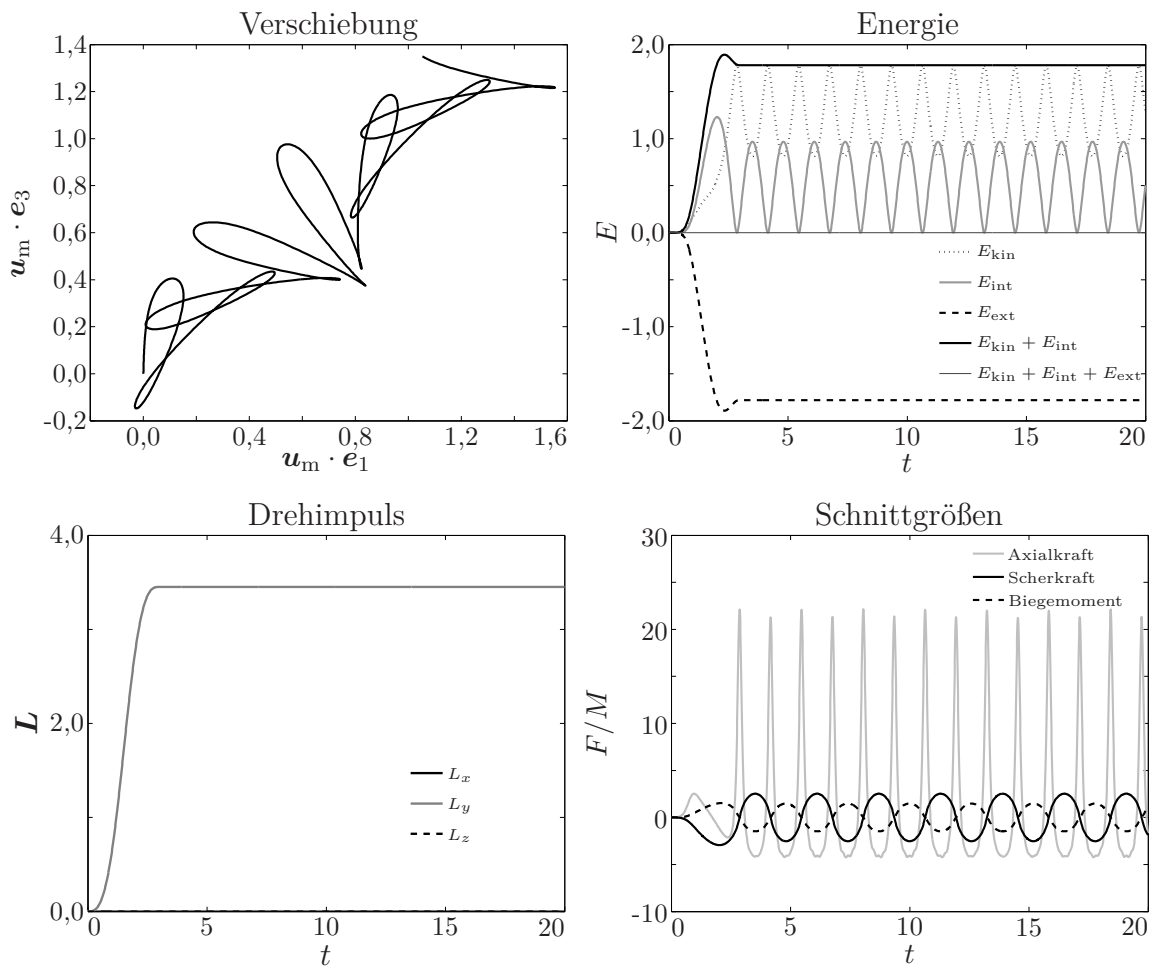 Verschiebung
1,4
1,2
1,0
0,8
0,6
0,4
0,2
0,0
-0,2
u_m · e_3
0,0 0,4 0,8 1,2 1,6
u_m · e_1
Energie
2,0
1,0
0,0
-1,0
-2,0
E
E_kin
E_int
E_ext
E_kin + E_int
E_kin + E_int + E_ext
0 5 10 15 20
t
Drehimpuls
4,0
2,0
0,0
L
L_x
L_y
L_z
0 5 10 15 20
t
Schnittgrößen
30
20
10
0
-10
F/M
Axialkraft
Scherkraft
Biegemoment
0 5 10 15 20
t